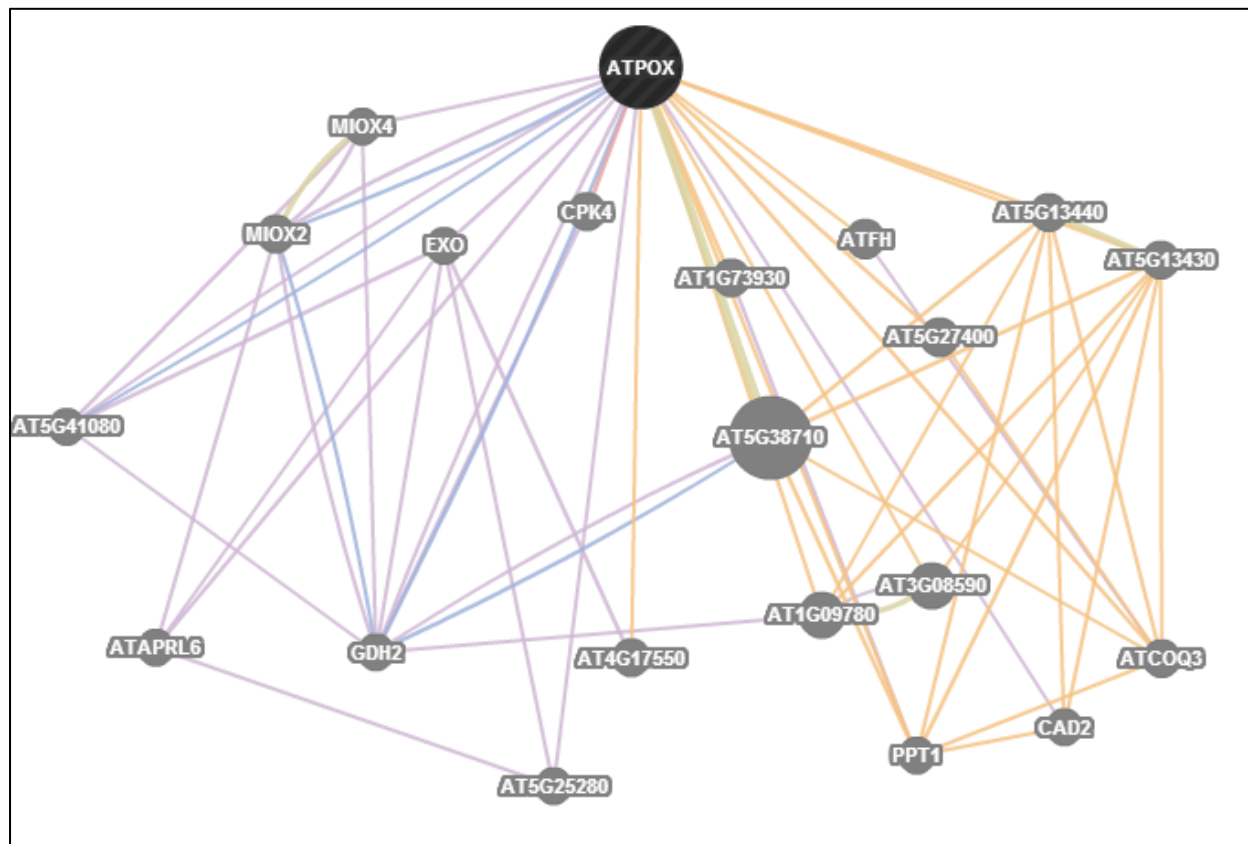 ATPOX
MIOX4
MIOX2
EXO
CPK4
ATFH
AT5G13440
AT5G13430
AT1G73930
AT5G27400
AT5G41080
AT5G38710
AT3G08590
AT1G09780
ATAPRL6
GDH2
AT4G17550
ATCOQ3
CAD2
PPT1
AT5G25280